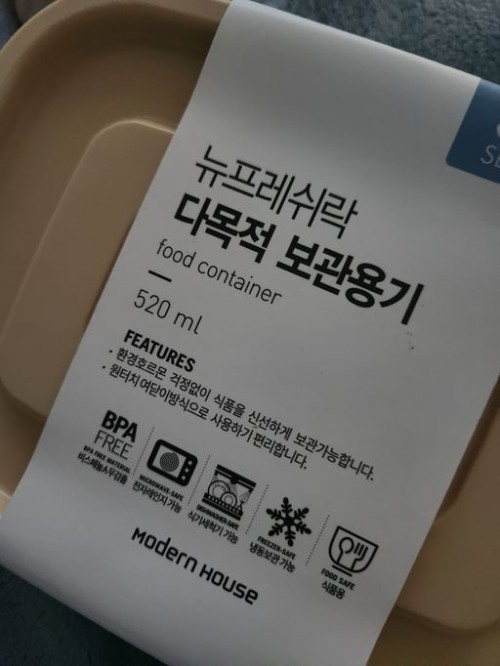 뉴프레쉬락
다목적 보관용기
food container
520 ml
FEATURES
· 환경호르몬 걱정없이 식품을 신선하게 보관가능합니다.
· 원터치 여닫이방식으로 사용하기 편리합니다.
BPA
FREE
BPA FREE MATERIAL
비스페놀A무검출
MICROWAVE-SAFE
전자레인지 가능
DISHWASHER-SAFE
식기세척기 가능
FREEZER-SAFE
냉동보관 가능
FOOD SAFE
식품용
MODERN HOUSE